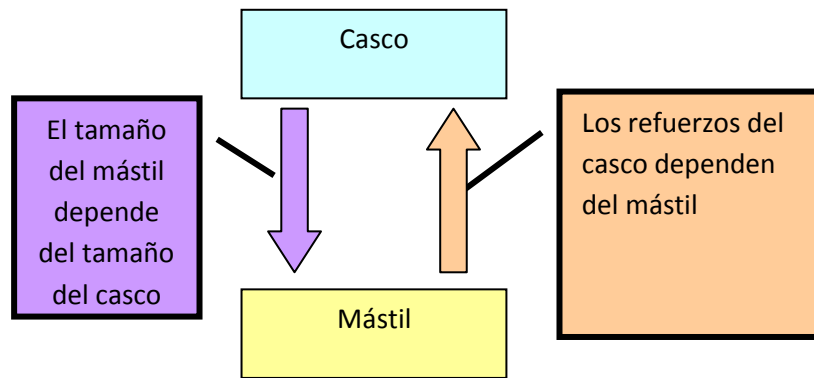 Casco
El tamaño
del mástil
depende
del tamaño
del casco
Los refuerzos del
casco dependen
del mástil
Mástil